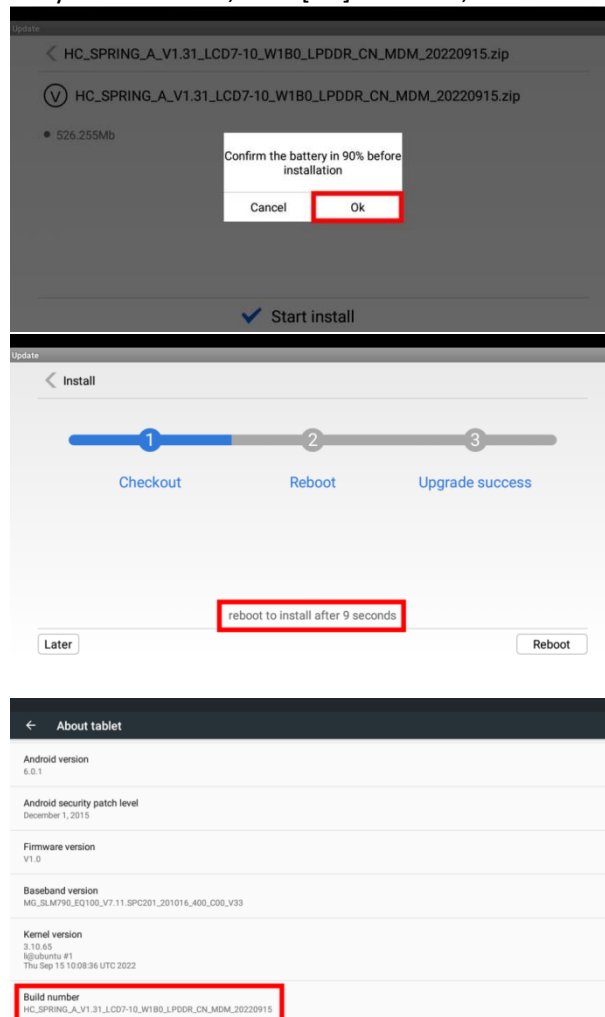 Update
HC_SPRING_A_V1.31_LCD7-10_W1B0_LPDDR_CN_MDM_20220915.zip
V HC_SPRING_A_V1.31_LCD7-10_W1B0_LPDDR_CN_MDM_20220915.zip
526.255Mb
Confirm the battery in 90% before
installation
Cancel Ok
Start install
Update
Install
1 2 3
Checkout Reboot Upgrade success
reboot to install after 9 seconds
Later Reboot
About tablet
Android version
6.0.1
Android security patch level
December 1, 2015
Firmware version
V1.0
Baseband version
MG_SLM790_EQ100_V7.11.SPC201_201016_400_C00_V33
Kernel version
3.10.65
li@ubuntu #1
Thu Sep 15 10:08:36 UTC 2022
Build number
HC_SPRING_A_V1.31_LCD7-10_W1B0_LPDDR_CN_MDM_20220915